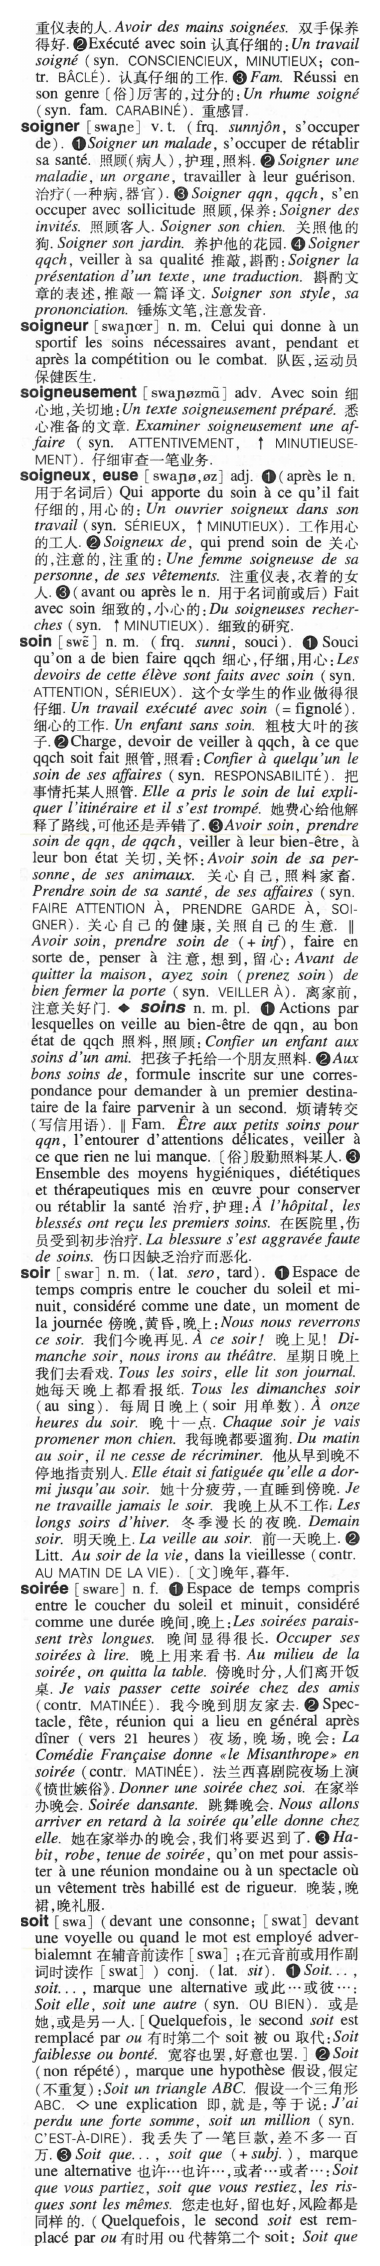 重仪表的人. Avoir des mains soignées. 双手保养
得好. ❷Exécuté avec soin 认真仔细的: Un travail
soigné (syn. CONSCIENCIEUX, MINUTIEUX; con-
tr. BÂCLÉ). 认真仔细的工作. ❸ Fam. Réussi en
son genre〔俗〕厉害的,过分的: Un rhume soigné
(syn. fam. CARABINÉ). 重感冒.
soigner [swaɲe] v. t. (frq. sunnjôn, s'occuper
de). ❶Soigner un malade, s'occuper de rétablir
sa santé. 照顾(病人),护理,照料. ❷ Soigner une
maladie, un organe, travailler à leur guérison.
治疗(一种病,器官). ❸ Soigner qqn, qqch, s'en
occuper avec sollicitude 照顾,保养: Soigner des
invités. 照顾客人. Soigner son chien. 关照他的
狗. Soigner son jardin. 养护他的花园. ❹ Soigner
qqch, veiller à sa qualité 推敲,斟酌: Soigner la
présentation d'un texte, une traduction. 斟酌文
章的表述,推敲一篇译文. Soigner son style, sa
prononciation. 锤炼文笔,注意发音.
soigneur [swaɲœr] n. m. Celui qui donne à un
sportif les soins nécessaires avant, pendant et
après la compétition ou le combat. 队医,运动员
保健医生.
soigneusement [swaɲøzmɑ̃] adv. Avec soin 细
心地,关切地: Un texte soigneusement préparé. 悉
心准备的文章. Examiner soigneusement une af-
faire (syn. ATTENTIVEMENT, ↑ MINUTIEUSE-
MENT). 仔细审查一笔业务.
soigneux, euse [swaɲø,øz] adj. ❶(après le n.
用于名词后) Qui apporte du soin à ce qu'il fait
仔细的,用心的: Un ouvrier soigneux dans son
travail (syn. SÉRIEUX, ↑MINUTIEUX). 工作用心
的工人. ❷ Soigneux de, qui prend soin de 关心
的,注意的,注重的: Une femme soigneuse de sa
personne, de ses vêtements. 注重仪表,衣着的女
人. ❸(avant ou après le n. 用于名词前或后) Fait
avec soin 细致的,小心的: Du soigneuses recher-
ches (syn. ↑MINUTIEUX). 细致的研究.
soin [swɛ̃] n. m. (frq. sunni, souci). ❶ Souci
qu'on a de bien faire qqch 细心,仔细,用心: Les
devoirs de cette élève sont faits avec soin (syn.
ATTENTION, SÉRIEUX). 这个女学生的作业做得很
仔细. Un travail exécuté avec soin (= fignolé).
细心的工作. Un enfant sans soin. 粗枝大叶的孩
子. ❷Charge, devoir de veiller à qqch, à ce que
qqch soit fait 照管,照看: Confier à quelqu'un le
soin de ses affaires (syn. RESPONSABILITÉ). 把
事情托某人照管. Elle a pris le soin de lui expli-
quer l'itinéraire et il s'est trompé. 她费心给他解
释了路线,可他还是弄错了. ❸Avoir soin, prendre
soin de qqn, de qqch, veiller à leur bien-être, à
leur bon état 关切,关怀: Avoir soin de sa per-
sonne, de ses animaux. 关心自己,照料家畜.
Prendre soin de sa santé, de ses affaires (syn.
FAIRE ATTENTION À, PRENDRE GARDE À, SOI-
GNER). 关心自己的健康,关照自己的生意. ‖
Avoir soin, prendre soin de (+ inf), faire en
sorte de, penser à 注意,想到,留心: Avant de
quitter la maison, ayez soin (prenez soin) de
bien fermer la porte (syn. VEILLER À). 离家前,
注意关好门. ◆ soins n. m. pl. ❶ Actions par
lesquelles on veille au bien-être de qqn, au bon
état de qqch 照料,照顾: Confier un enfant aux
soins d'un ami. 把孩子托给一个朋友照料. ❷Aux
bons soins de, formule inscrite sur une corres-
pondance pour demander à un premier destina-
taire de la faire parvenir à un second. 烦请转交
(写信用语). ‖ Fam. Être aux petits soins pour
qqn, l'entourer d'attentions délicates, veiller à
ce que rien ne lui manque.〔俗〕殷勤照料某人. ❸
Ensemble des moyens hygiéniques, diététiques
et thérapeutiques mis en œuvre pour conserver
ou rétablir la santé 治疗,护理: À l'hôpital, les
blessés ont reçu les premiers soins. 在医院里,伤
员受到初步治疗. La blessure s'est aggravée faute
de soins. 伤口因缺乏治疗而恶化.
soir [swar] n. m. (lat. sero, tard). ❶Espace de
temps compris entre le coucher du soleil et mi-
nuit, considéré comme une date, un moment de
la journée 傍晚,黄昏,晚上: Nous nous reverrons
ce soir. 我们今晚再见. À ce soir! 晚上见! Di-
manche soir, nous irons au théâtre. 星期日晚上
我们去看戏. Tous les soirs, elle lit son journal.
她每天晚上都看报纸. Tous les dimanches soir
(au sing). 每周日晚上 (soir 用单数). À onze
heures du soir. 晚十一点. Chaque soir je vais
promener mon chien. 我每晚都要遛狗. Du matin
au soir, il ne cesse de récriminer. 他从早到晚不
停地指责别人. Elle était si fatiguée qu'elle a dor-
mi jusqu'au soir. 她十分疲劳,一直睡到傍晚. Je
ne travaille jamais le soir. 我晚上从不工作. Les
longs soirs d'hiver. 冬季漫长的夜晚. Demain
soir. 明天晚上. La veille au soir. 前一天晚上. ❷
Litt. Au soir de la vie, dans la vieillesse (contr.
AU MATIN DE LA VIE).〔文〕晚年,暮年.
soirée [sware] n. f. ❶Espace de temps compris
entre le coucher du soleil et minuit, considéré
comme une durée 晚间,晚上: Les soirées parais-
sent très longues. 晚间显得很长. Occuper ses
soirées à lire. 晚上用来看书. Au milieu de la
soirée, on quitta la table. 傍晚时分,人们离开饭
桌. Je vais passer cette soirée chez des amis
(contr. MATINÉE). 我今晚到朋友家去. ❷ Spec-
tacle, fête, réunion qui a lieu en général après
dîner (vers 21 heures) 夜场,晚场,晚会: La
Comédie Française donne «le Misanthrope» en
soirée (contr. MATINÉE). 法兰西喜剧院夜场上演
《愤世嫉俗》. Donner une soirée chez soi. 在家举
办晚会. Soirée dansante. 跳舞晚会. Nous allons
arriver en retard à la soirée qu'elle donne chez
elle. 她在家举办的晚会,我们将要迟到了. ❸Ha-
bit, robe, tenue de soirée, qu'on met pour assis-
ter à une réunion mondaine ou à un spectacle où
un vêtement très habillé est de rigueur. 晚装,晚
裙,晚礼服.
soit [swa] (devant une consonne; [swat] devant
une voyelle ou quand le mot est employé adver-
bialemnt 在辅音前读作 [swa];在元音前或用作副
词时读作 [swat]) conj. (lat. sit). ❶Soit...,
soit..., marque une alternative 或此…或彼…:
Soit elle, soit une autre (syn. OU BIEN). 或是
她,或是另一人. [Quelquefois, le second soit est
remplacé par ou 有时第二个 soit 被 ou 取代: Soit
faiblesse ou bonté. 宽容也罢,好意也罢. ] ❷Soit
(non répété), marque une hypothèse 假设,假定
(不重复): Soit un triangle ABC. 假设一个三角形
ABC. ◇ une explication 即,就是,等于说: J'ai
perdu une forte somme, soit un million (syn.
C'EST-À-DIRE). 我丢失了一笔巨款,差不多一百
万. ❸ Soit que..., soit que (+ subj.), marque
une alternative 也许…也许…,或者…或者…: Soit
que vous partiez, soit que vous restiez, les ris-
ques sont les mêmes. 您走也好,留也好,风险都是
同样的. (Quelquefois, le second soit est rem-
placé par ou 有时用 ou 代替第二个 soit: Soit que